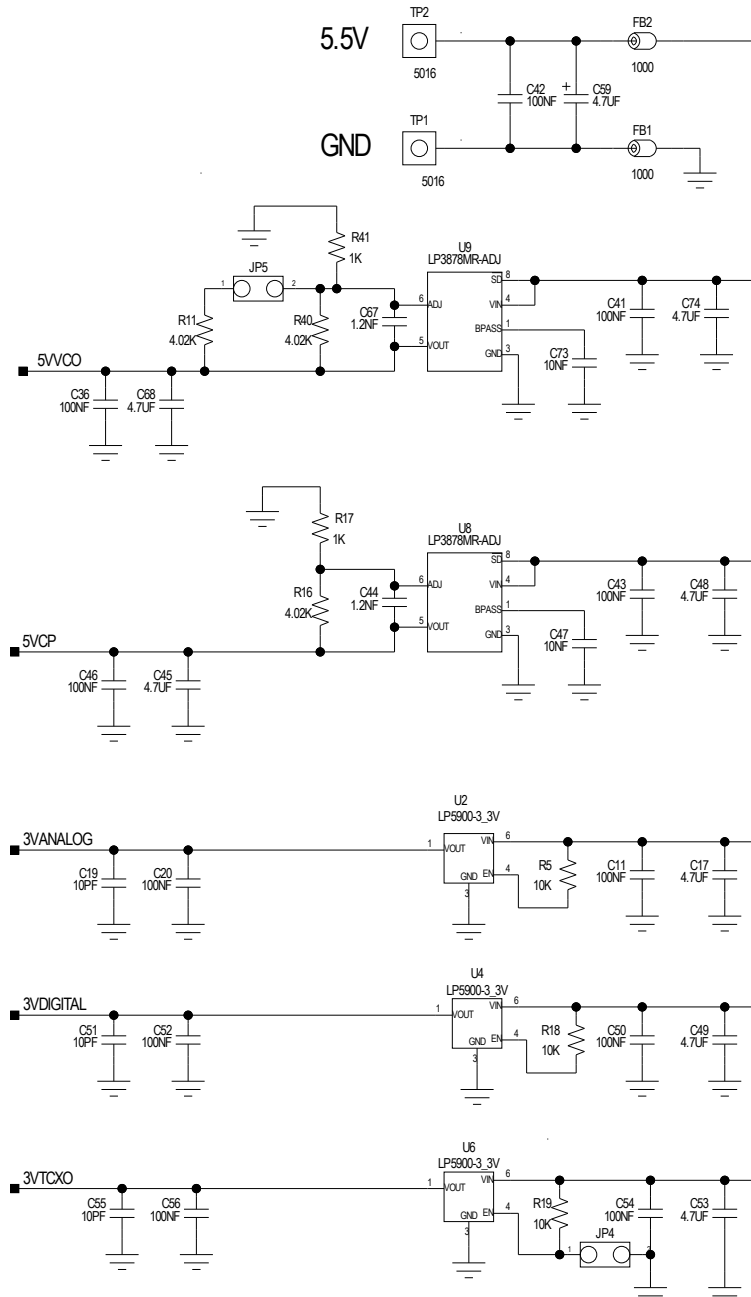 5.5V
TP2
5016
C42
100NF
+
C59
4.7UF
FB2
1000
GND
TP1
5016
FB1
1000
R41
1K
JP5
1
2
R11
4.02K
R40
4.02K
C67
1.2NF
U9
LP3878MR-ADJ
6
ADJ
5
VOUT
SD
8
VIN
4
BPASS
1
GND
3
C73
10NF
C41
100NF
C74
4.7UF
5VVCO
C36
100NF
C68
4.7UF
R17
1K
R16
4.02K
C44
1.2NF
U8
LP3878MR-ADJ
6
ADJ
5
VOUT
SD
8
VIN
4
BPASS
1
GND
3
C47
10NF
C43
100NF
C48
4.7UF
5VCP
C46
100NF
C45
4.7UF
3VANALOG
C19
10PF
C20
100NF
U2
LP5900-3_3V
1
VOUT
VIN
6
GND
EN
4
3
R5
10K
C11
100NF
C17
4.7UF
3VDIGITAL
C51
10PF
C52
100NF
U4
LP5900-3_3V
1
VOUT
VIN
6
GND
EN
4
3
R18
10K
C50
100NF
C49
4.7UF
3VTCXO
C55
10PF
C56
100NF
U6
LP5900-3_3V
1
VOUT
VIN
6
GND
EN
4
3
R19
10K
JP4
1
2
C54
100NF
C53
4.7UF